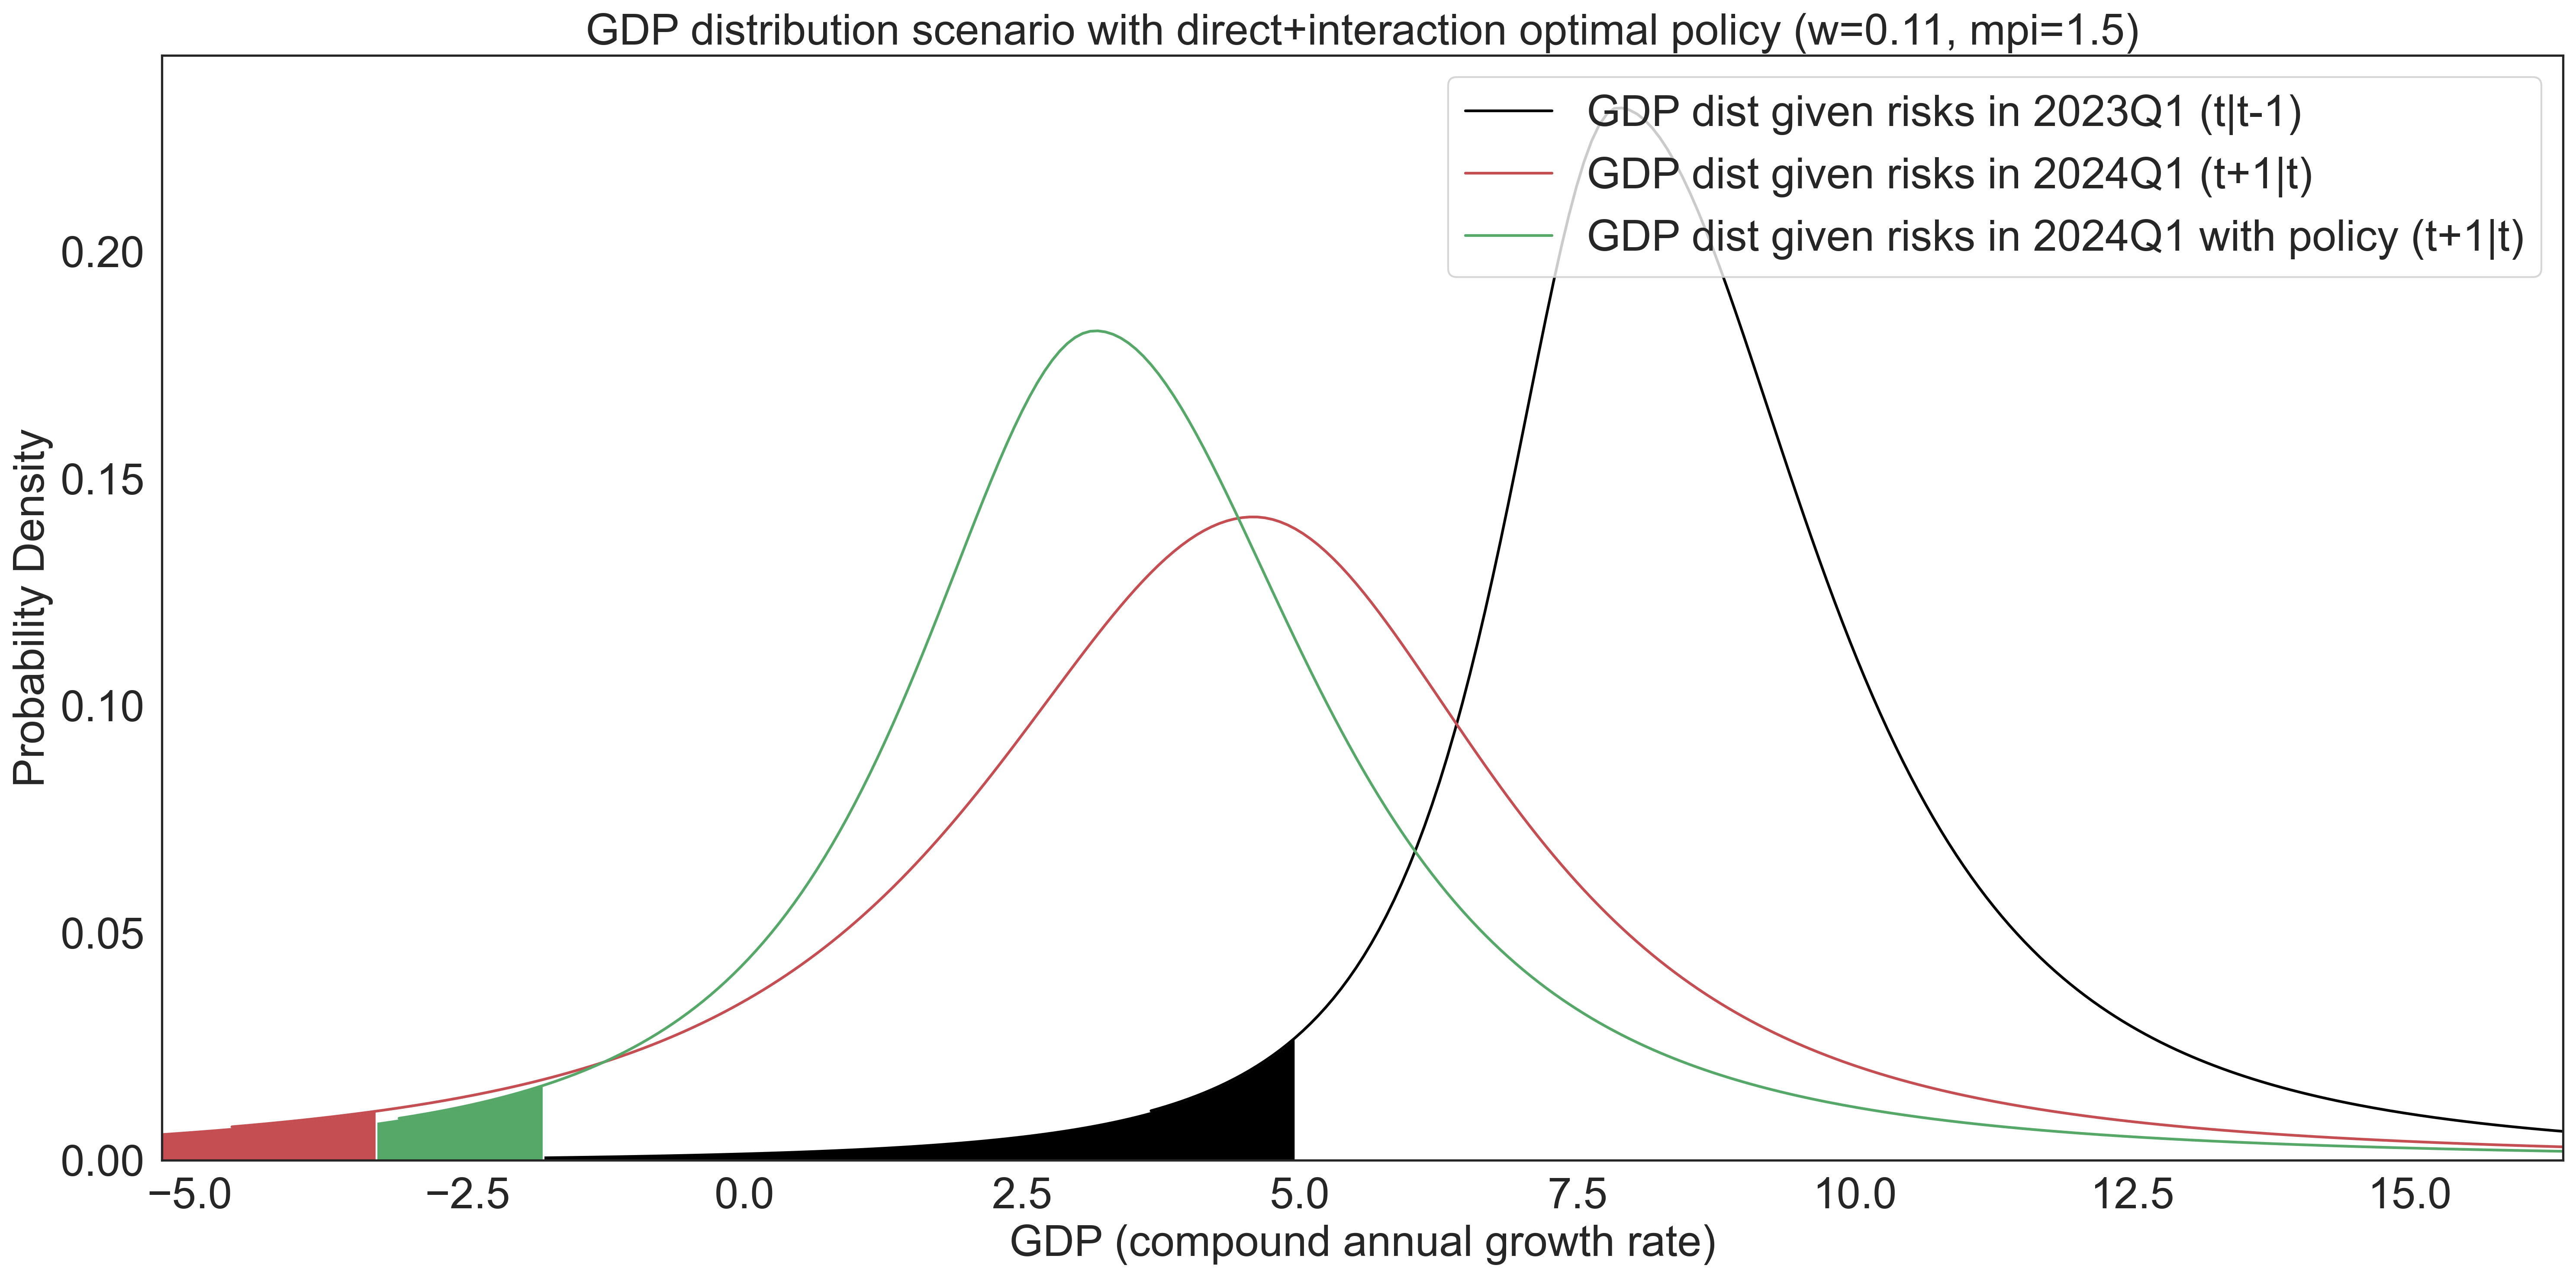 GDP distribution scenario with direct+interaction optimal policy (w=0.11, mpi=1.5)
GDP dist given risks in 2023Q1 (t|t-1)
GDP dist given risks in 2024Q1 (t+1|t)
GDP dist given risks in 2024Q1 with policy (t+1|t)
Probability Density
0.20
0.15
0.10
0.05
0.00
−5.0 −2.5 0.0 2.5 5.0 7.5 10.0 12.5 15.0
GDP (compound annual growth rate)